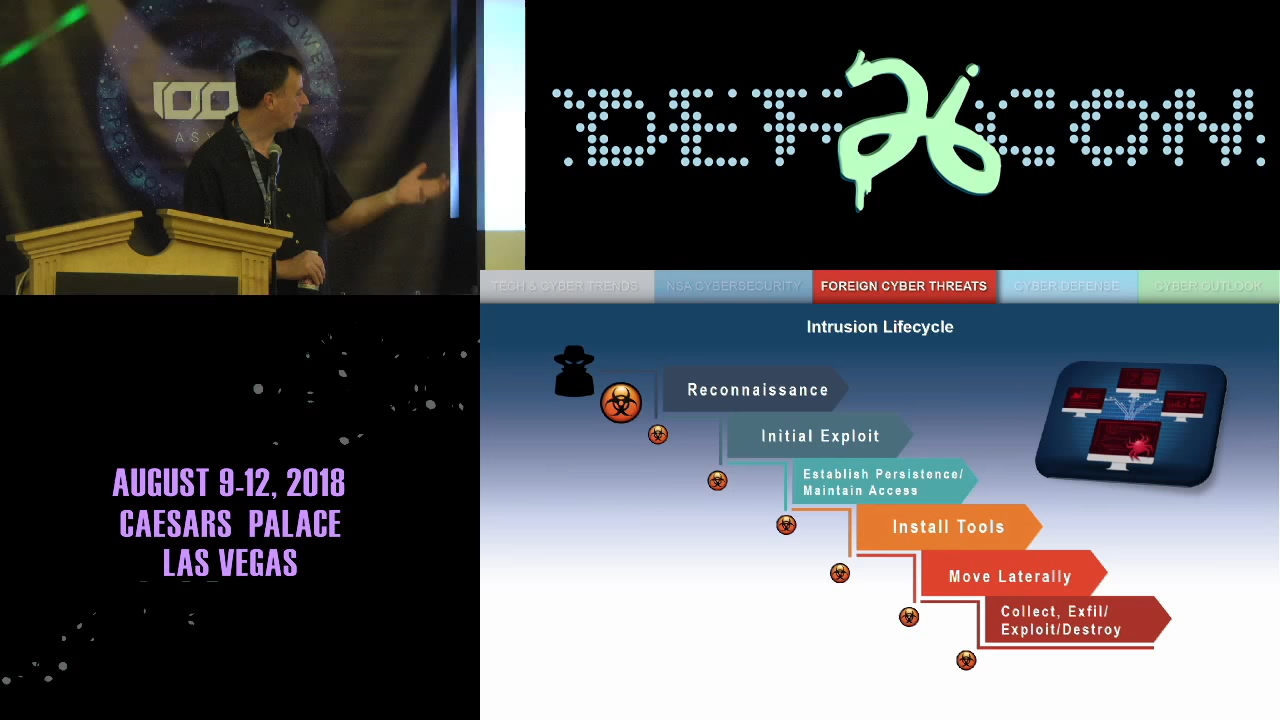 DEF 26 CON
TECH & CYBER TRENDS
NSA CYBERSECURITY
FOREIGN CYBER THREATS
CYBER DEFENSE
CYBER OUTLOOK
Intrusion Lifecycle
Reconnaissance
Initial Exploit
Establish Persistence/
Maintain Access
Install Tools
Move Laterally
Collect, Exfil/
Exploit/Destroy
AUGUST 9-12, 2018
CAESARS PALACE
LAS VEGAS